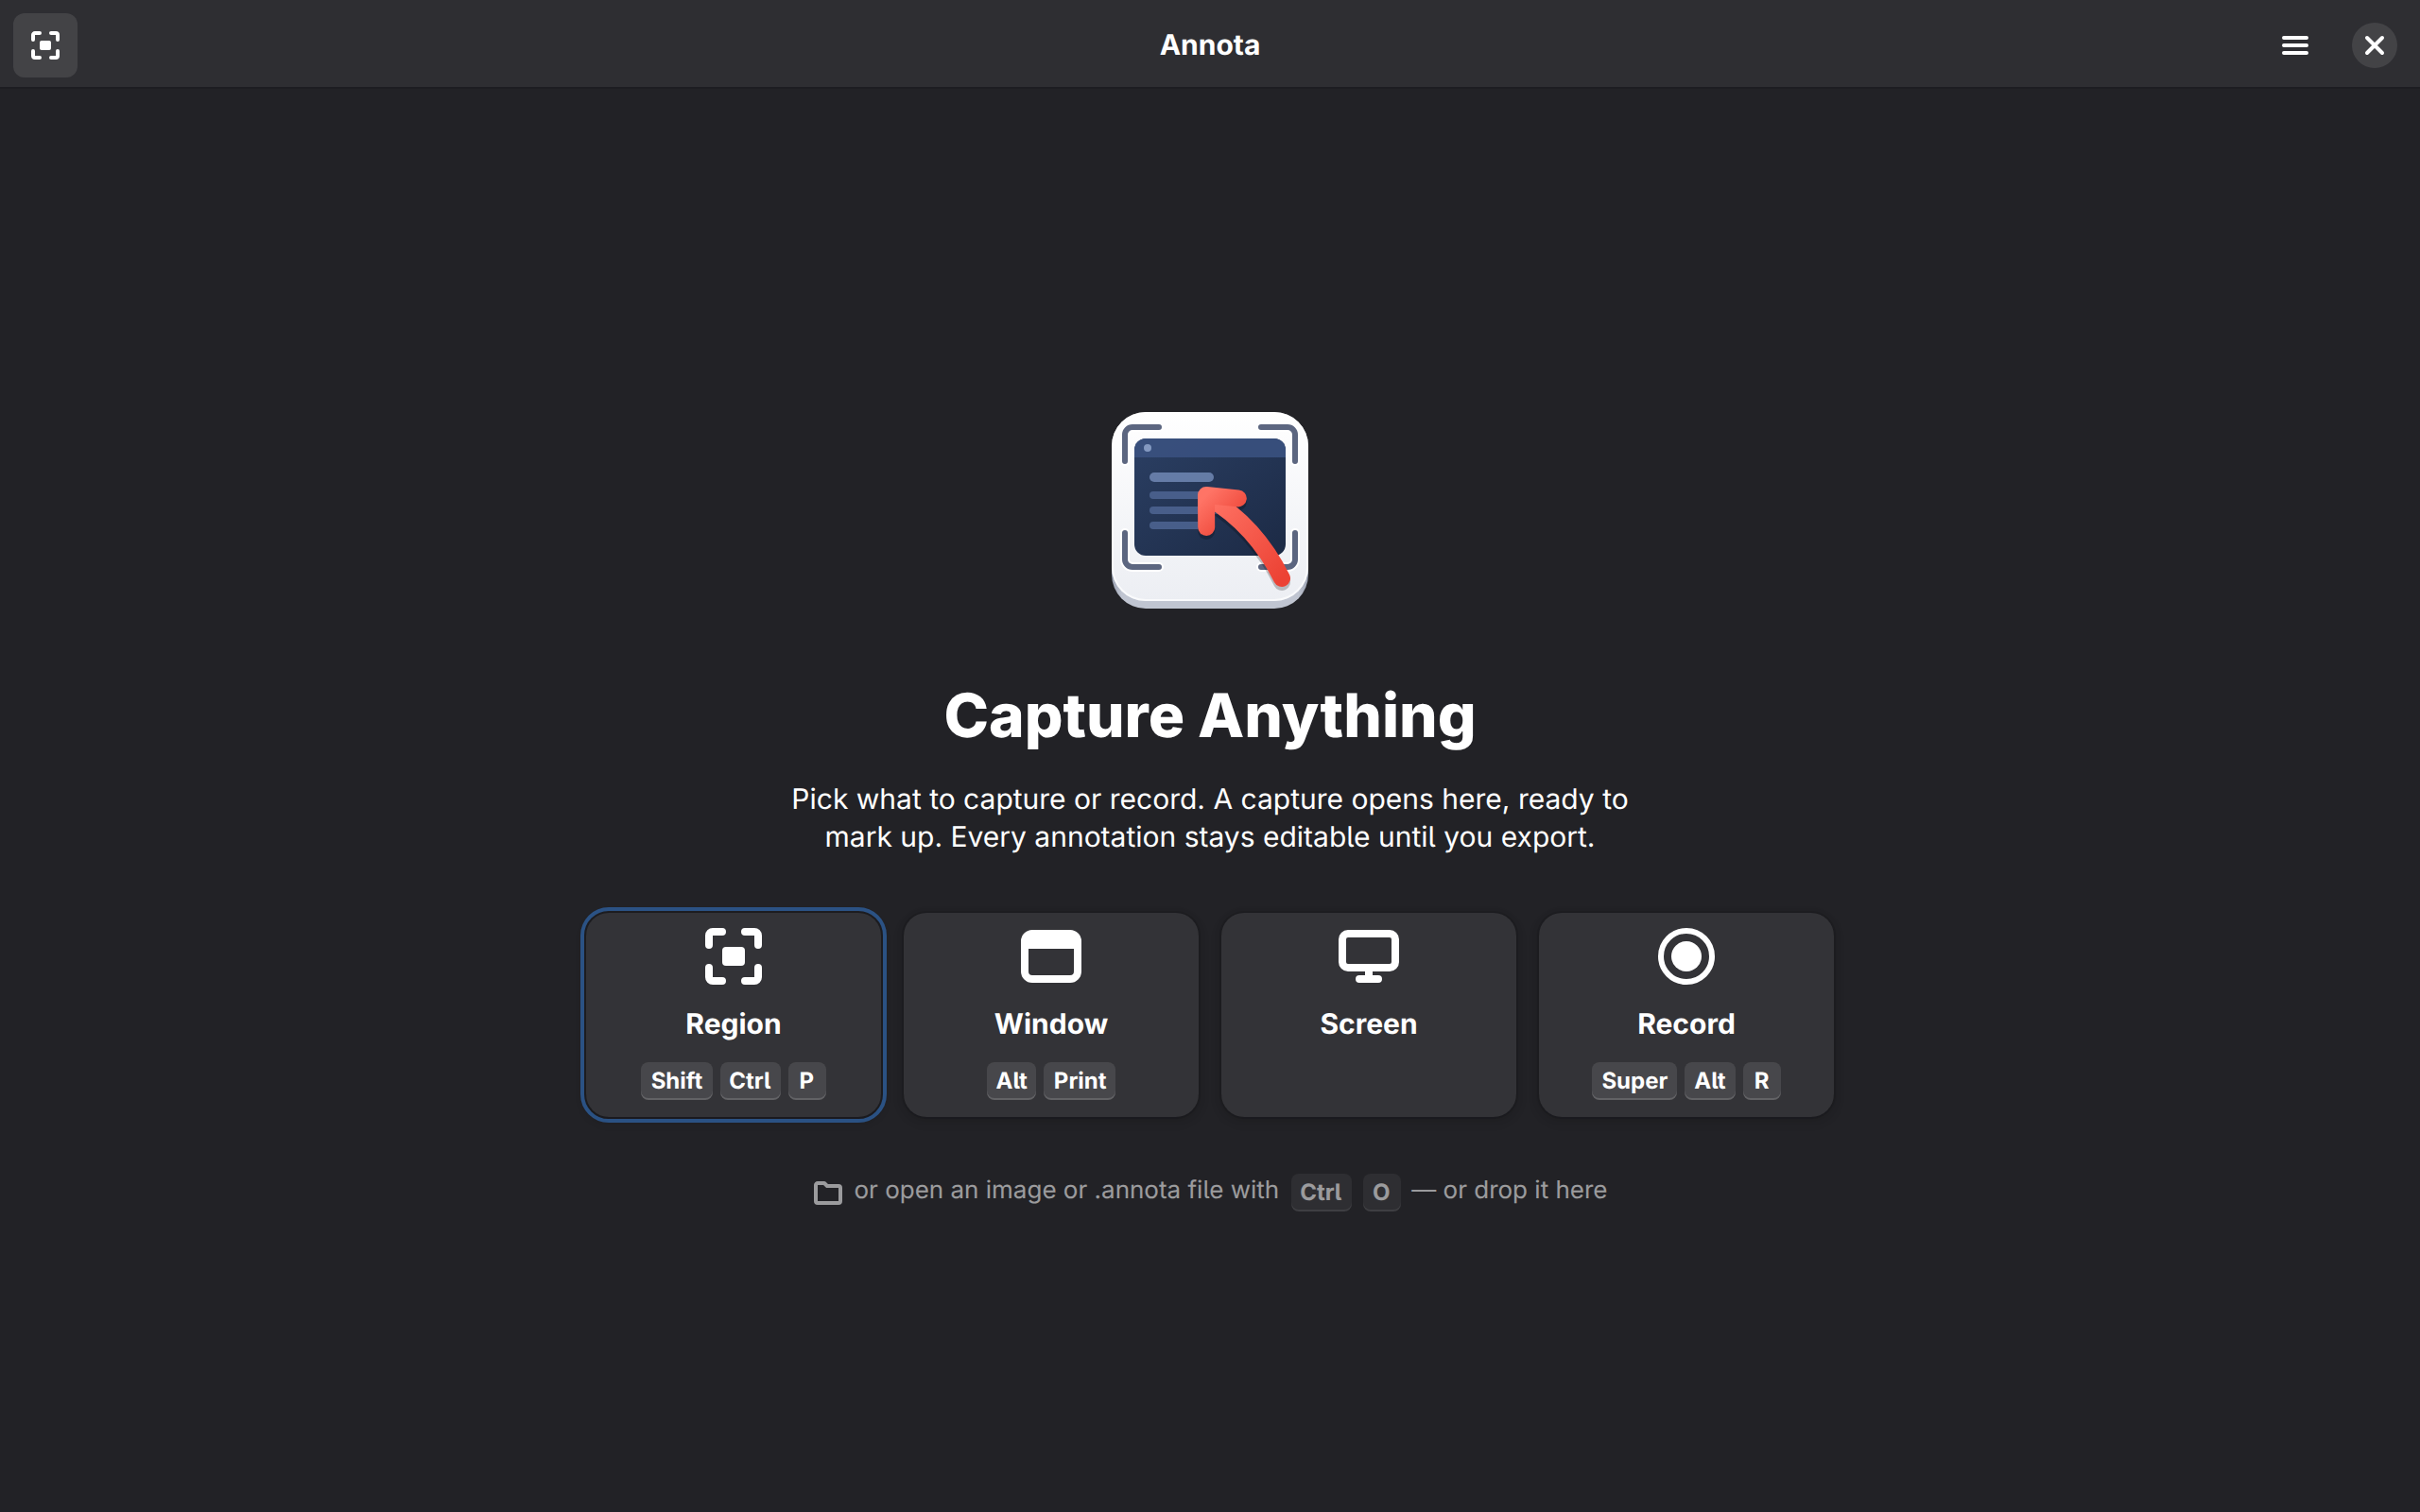 Annota
Capture Anything
Pick what to capture or record. A capture opens here, ready to
mark up. Every annotation stays editable until you export.
Region
Shift Ctrl P
Window
Alt Print
Screen
Record
Super Alt R
or open an image or .annota file with Ctrl O — or drop it here